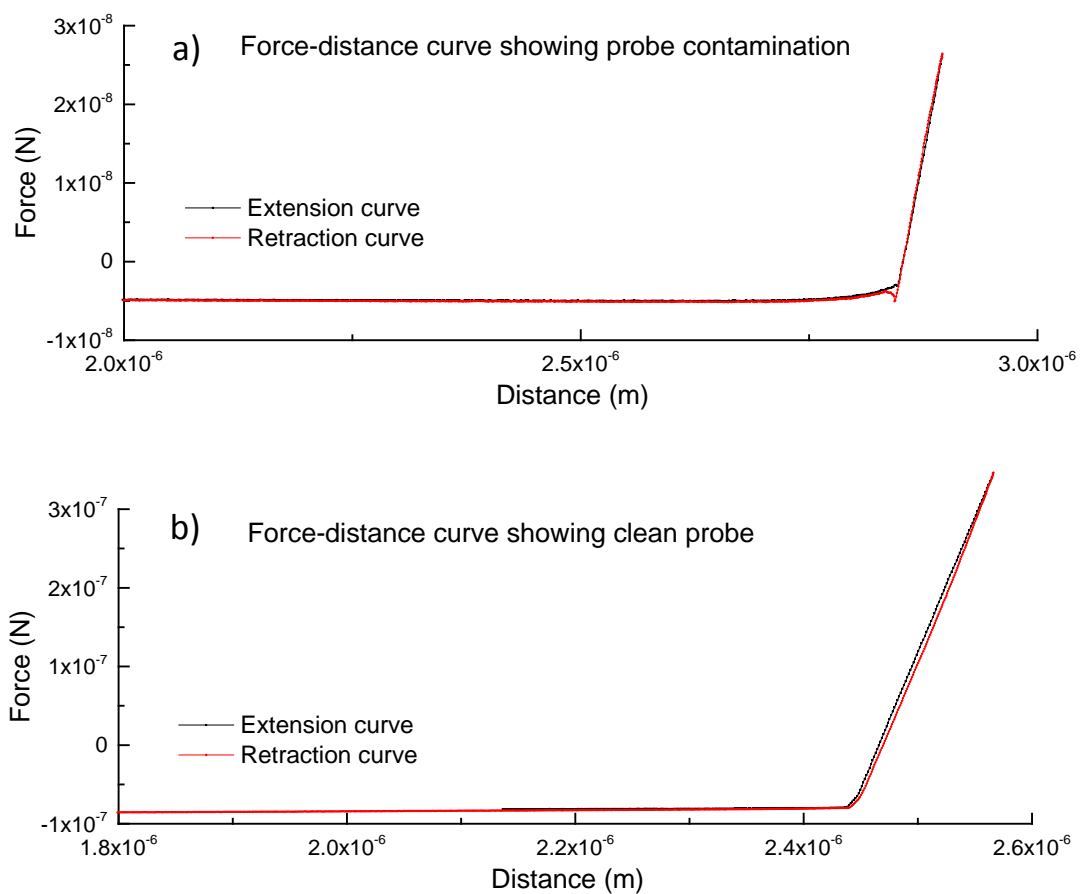 a) Force-distance curve showing probe contamination
3x10⁻⁸
2x10⁻⁸
1x10⁻⁸
0
-1x10⁻⁸
Force (N)
Extension curve
Retraction curve
2.0x10⁻⁶ 2.5x10⁻⁶ 3.0x10⁻⁶
Distance (m)
b) Force-distance curve showing clean probe
3x10⁻⁷
2x10⁻⁷
1x10⁻⁷
0
-1x10⁻⁷
Force (N)
Extension curve
Retraction curve
1.8x10⁻⁶ 2.0x10⁻⁶ 2.2x10⁻⁶ 2.4x10⁻⁶ 2.6x10⁻⁶
Distance (m)